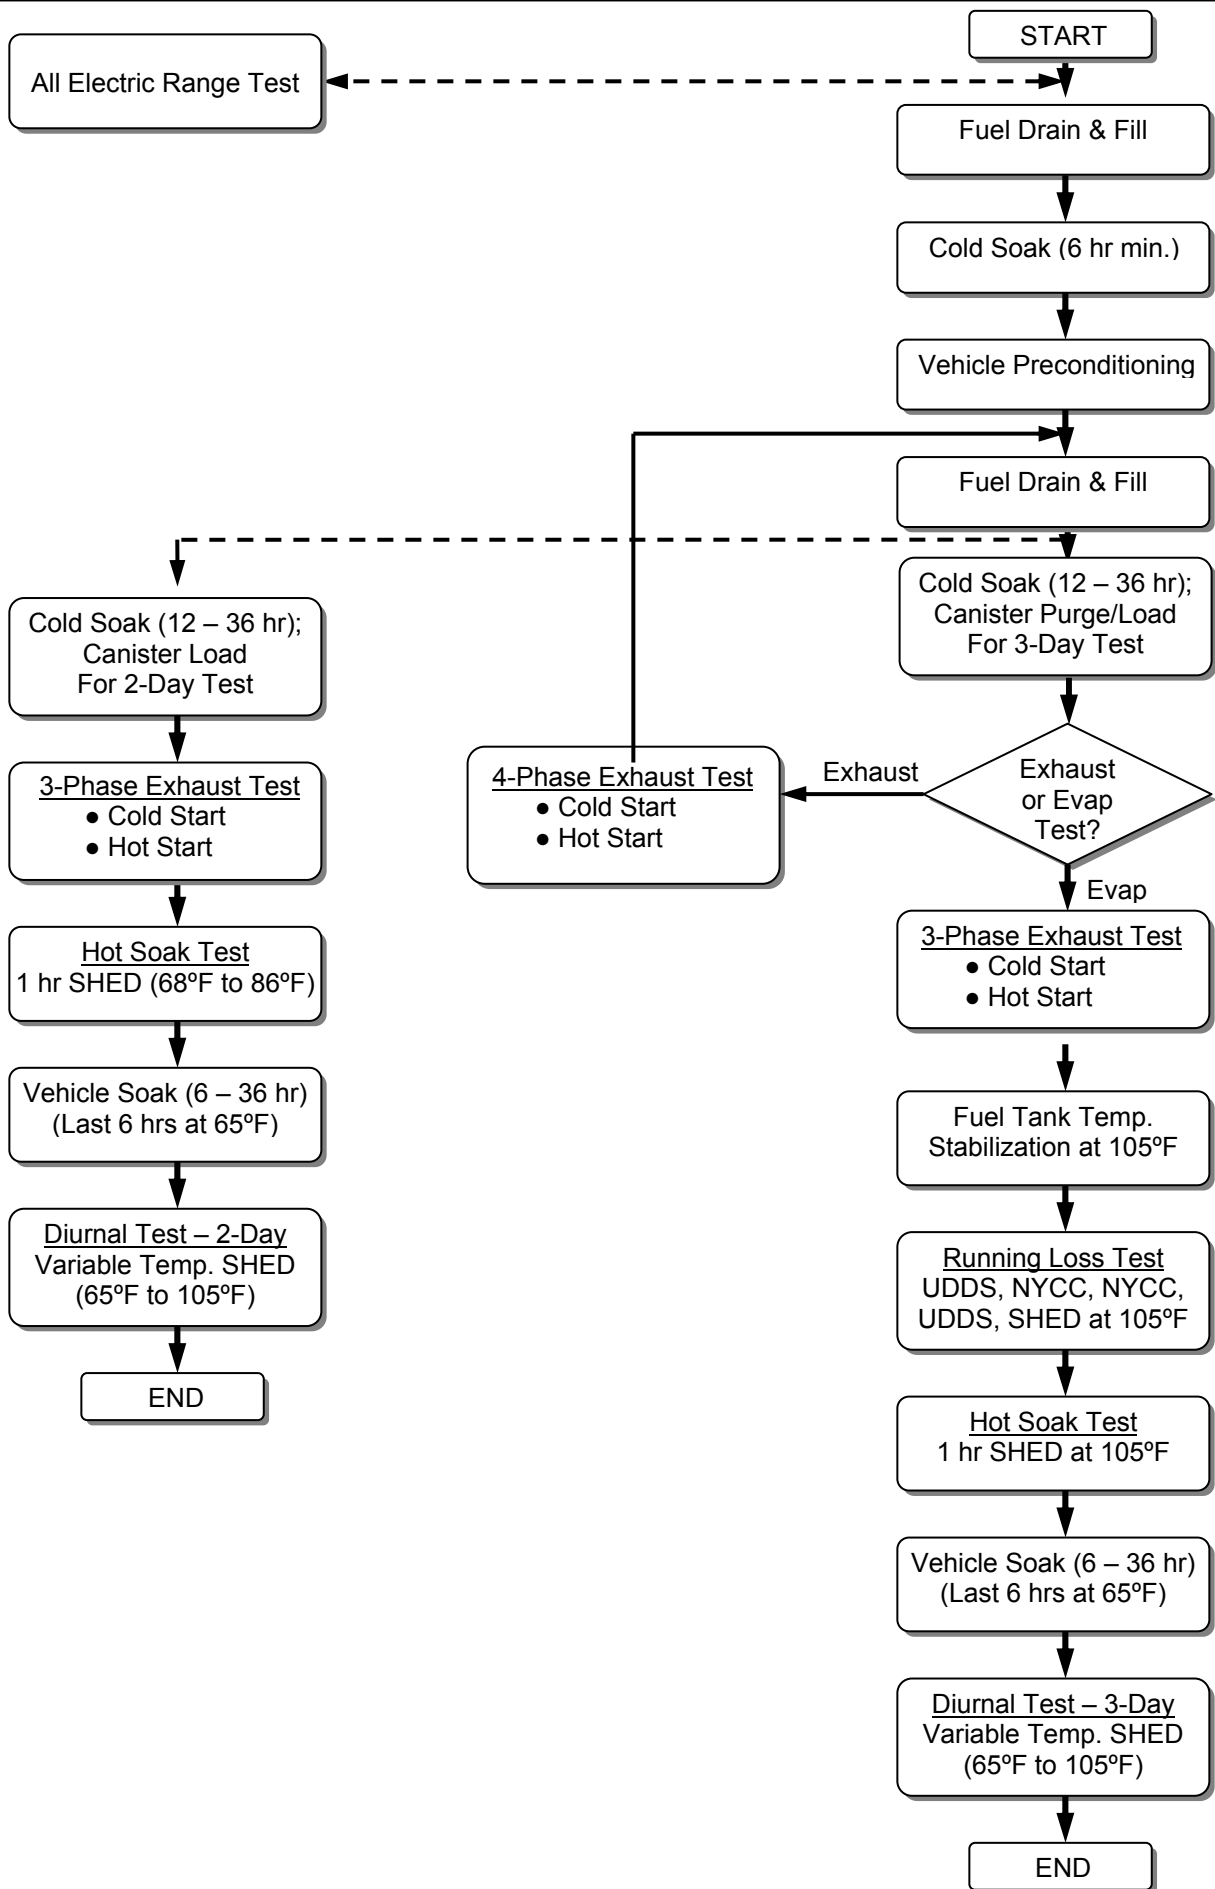 START
All Electric Range Test
Fuel Drain & Fill
Cold Soak (6 hr min.)
Vehicle Preconditioning
Fuel Drain & Fill
Cold Soak (12 – 36 hr);
Canister Purge/Load
For 3-Day Test
Cold Soak (12 – 36 hr);
Canister Load
For 2-Day Test
3-Phase Exhaust Test
● Cold Start
● Hot Start
Hot Soak Test
1 hr SHED (68ºF to 86ºF)
Vehicle Soak (6 – 36 hr)
(Last 6 hrs at 65ºF)
Diurnal Test – 2-Day
Variable Temp. SHED
(65ºF to 105ºF)
END
4-Phase Exhaust Test
● Cold Start
● Hot Start
Exhaust
Exhaust
or Evap
Test?
Evap
3-Phase Exhaust Test
● Cold Start
● Hot Start
Fuel Tank Temp.
Stabilization at 105ºF
Running Loss Test
UDDS, NYCC, NYCC,
UDDS, SHED at 105ºF
Hot Soak Test
1 hr SHED at 105ºF
Vehicle Soak (6 – 36 hr)
(Last 6 hrs at 65ºF)
Diurnal Test – 3-Day
Variable Temp. SHED
(65ºF to 105ºF)
END